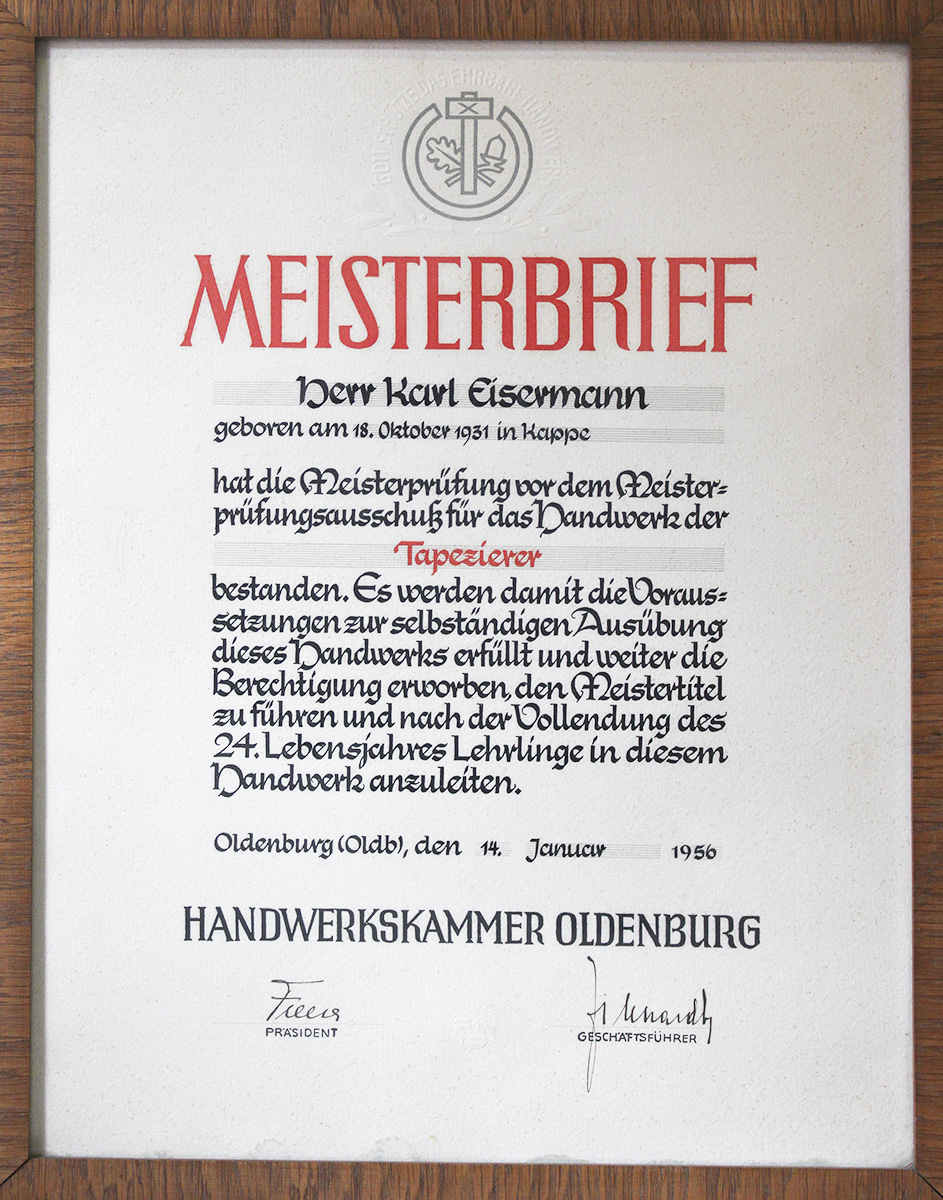 MEISTERBRIEF
Herr Karl Eisermann
geboren am 18. Oktober 1931 in Kappe
hat die Meisterprüfung vor dem Meister=
prüfungsausschuß für das Handwerk der
Tapezierer
bestanden. Es werden damit die Voraus=
setzungen zur selbständigen Ausübung
dieses Handwerks erfüllt und weiter die
Berechtigung erworben, den Meistertitel
zu führen und nach der Vollendung des
24. Lebensjahres Lehrlinge in diesem
Handwerk anzuleiten.
Oldenburg (Oldb), den 14. Januar 1956
HANDWERKSKAMMER OLDENBURG
PRÄSIDENT
GESCHÄFTSFÜHRER